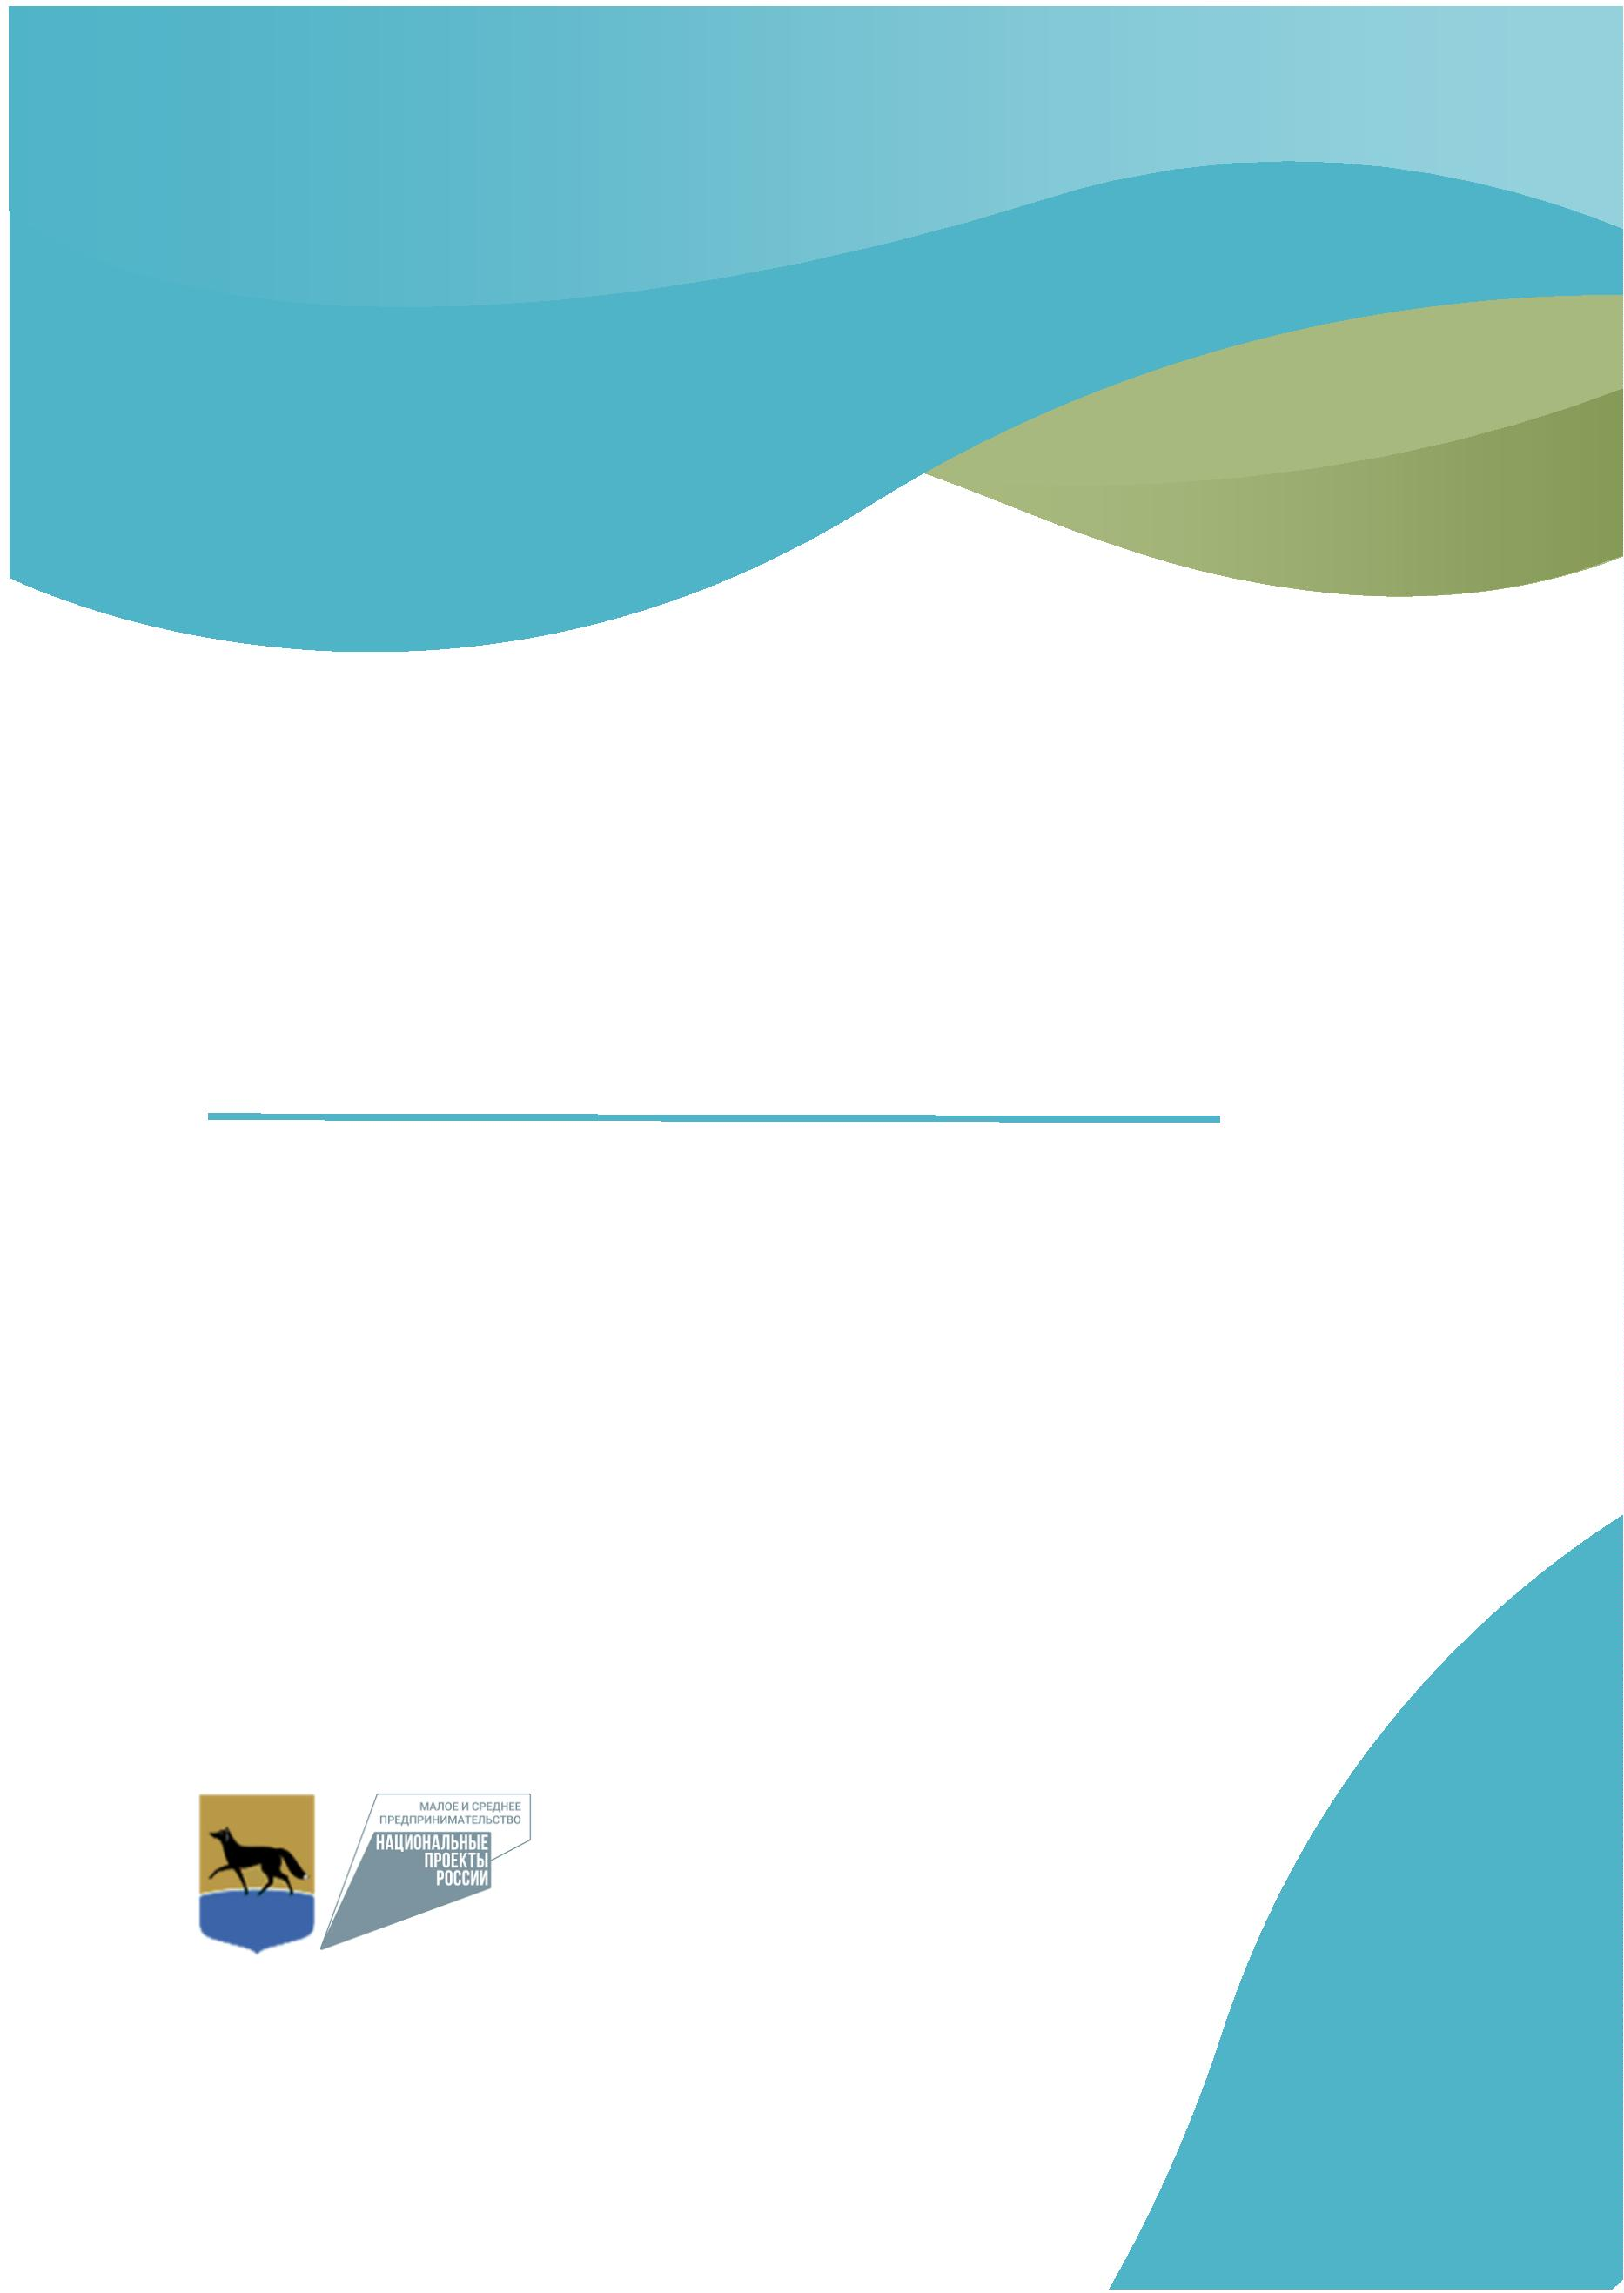 МАЛОЕ И СРЕДНЕЕ
ПРЕДПРИНИМАТЕЛЬСТВО
НАЦИОНАЛЬНЫЕ
ПРОЕКТЫ
РОССИИ